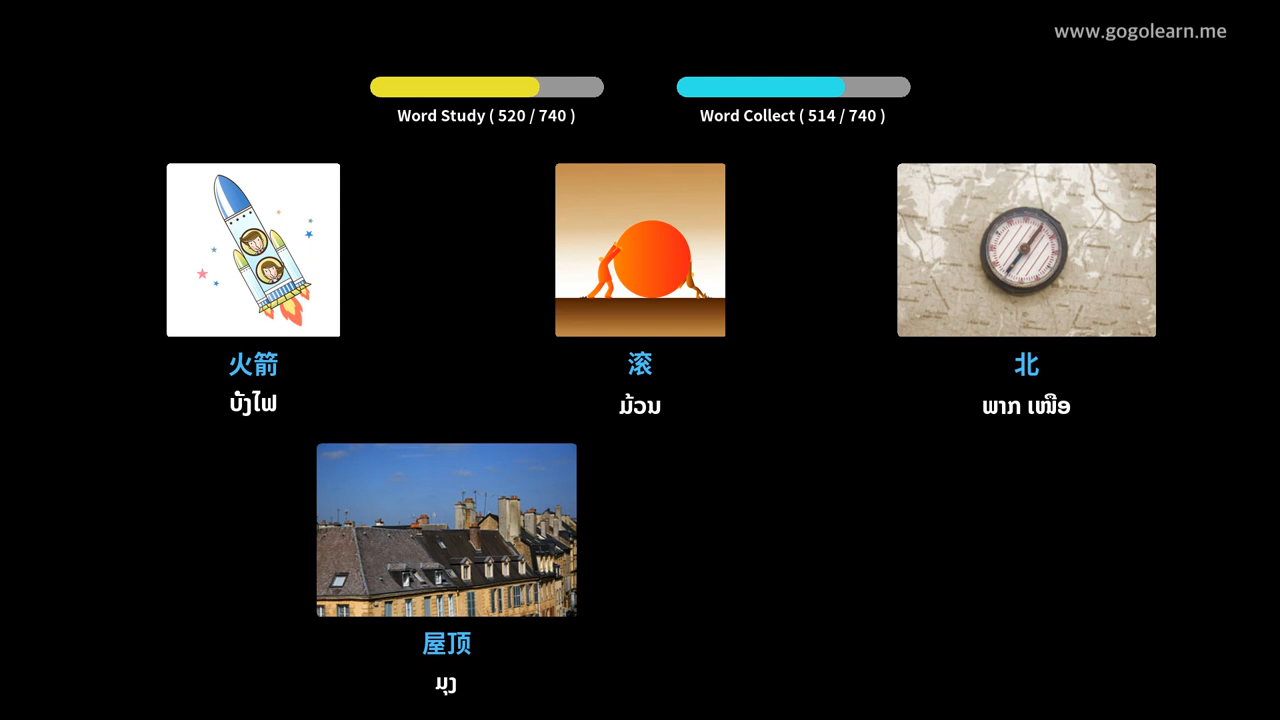 www.gogolearn.me
Word Study ( 520 / 740 )
Word Collect ( 514 / 740 )
火箭
ບັ້ງໄຟ
滚
ມ້ວນ
北
ພາກ ເໜືອ
屋顶
ມຸງ